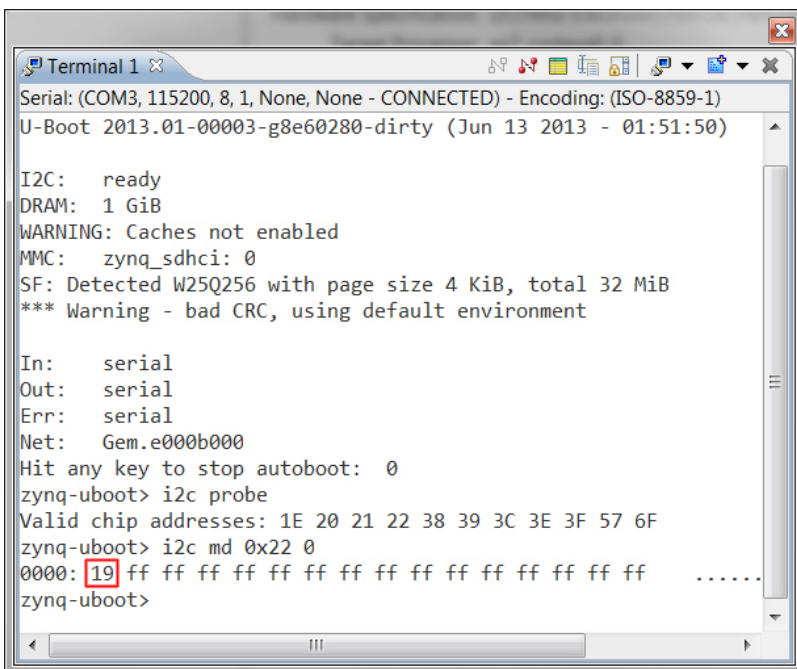 Terminal 1
Serial: (COM3, 115200, 8, 1, None, None - CONNECTED) - Encoding: (ISO-8859-1)
U-Boot 2013.01-00003-g8e60280-dirty (Jun 13 2013 - 01:51:50)
I2C:   ready
DRAM:  1 GiB
WARNING: Caches not enabled
MMC:   zynq_sdhci: 0
SF: Detected W25Q256 with page size 4 KiB, total 32 MiB
*** Warning - bad CRC, using default environment
In:    serial
Out:   serial
Err:   serial
Net:   Gem.e000b000
Hit any key to stop autoboot:  0
zynq-uboot> i2c probe
Valid chip addresses: 1E 20 21 22 38 39 3C 3E 3F 57 6F
zynq-uboot> i2c md 0x22 0
0000: 19 ff ff ff ff ff ff ff ff ff ff ff ff ff ff ff    ......
zynq-uboot>